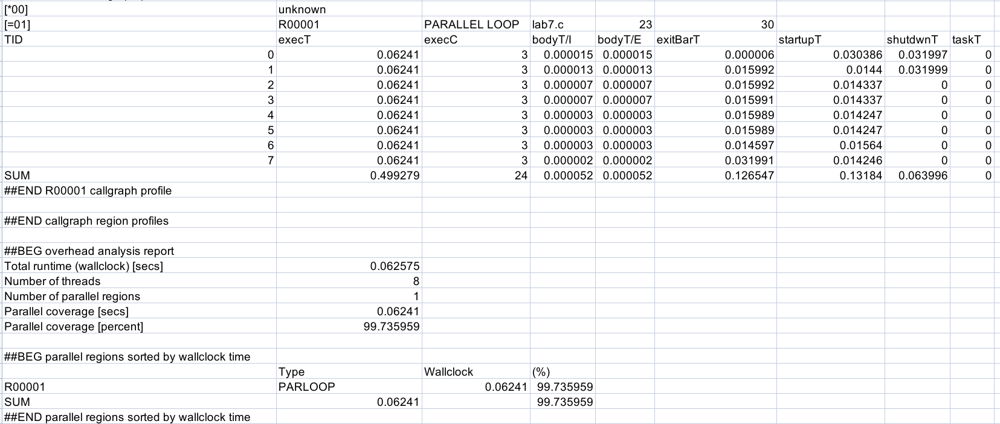 [*00] unknown
[=01] R00001 PARALLEL LOOP lab7.c 23 30
TID execT execC bodyT/I bodyT/E exitBarT startupT shutdwnT taskT
0 0.06241 3 0.000015 0.000015 0.000006 0.030386 0.031997 0
1 0.06241 3 0.000013 0.000013 0.015992 0.0144 0.031999 0
2 0.06241 3 0.000007 0.000007 0.015992 0.014337 0 0
3 0.06241 3 0.000007 0.000007 0.015991 0.014337 0 0
4 0.06241 3 0.000003 0.000003 0.015989 0.014247 0 0
5 0.06241 3 0.000003 0.000003 0.015989 0.014247 0 0
6 0.06241 3 0.000003 0.000003 0.014597 0.01564 0 0
7 0.06241 3 0.000002 0.000002 0.031991 0.014246 0 0
SUM 0.499279 24 0.000052 0.000052 0.126547 0.13184 0.063996 0
##END R00001 callgraph profile
##END callgraph region profiles
##BEG overhead analysis report
Total runtime (wallclock) [secs] 0.062575
Number of threads 8
Number of parallel regions 1
Parallel coverage [secs] 0.06241
Parallel coverage [percent] 99.735959
##BEG parallel regions sorted by wallclock time
Type Wallclock (%)
R00001 PARLOOP 0.06241 99.735959
SUM 0.06241 99.735959
##END parallel regions sorted by wallclock time